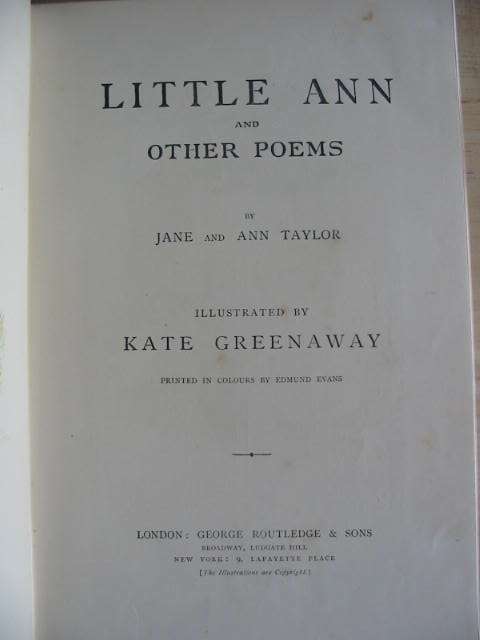 LITTLE ANN
AND
OTHER POEMS
BY
JANE AND ANN TAYLOR
ILLUSTRATED BY
KATE GREENAWAY
PRINTED IN COLOURS BY EDMUND EVANS
LONDON: GEORGE ROUTLEDGE & SONS
BROADWAY, LUDGATE HILL
NEW YORK: 9, LAFAYETTE PLACE
[The Illustrations are Copyright.]